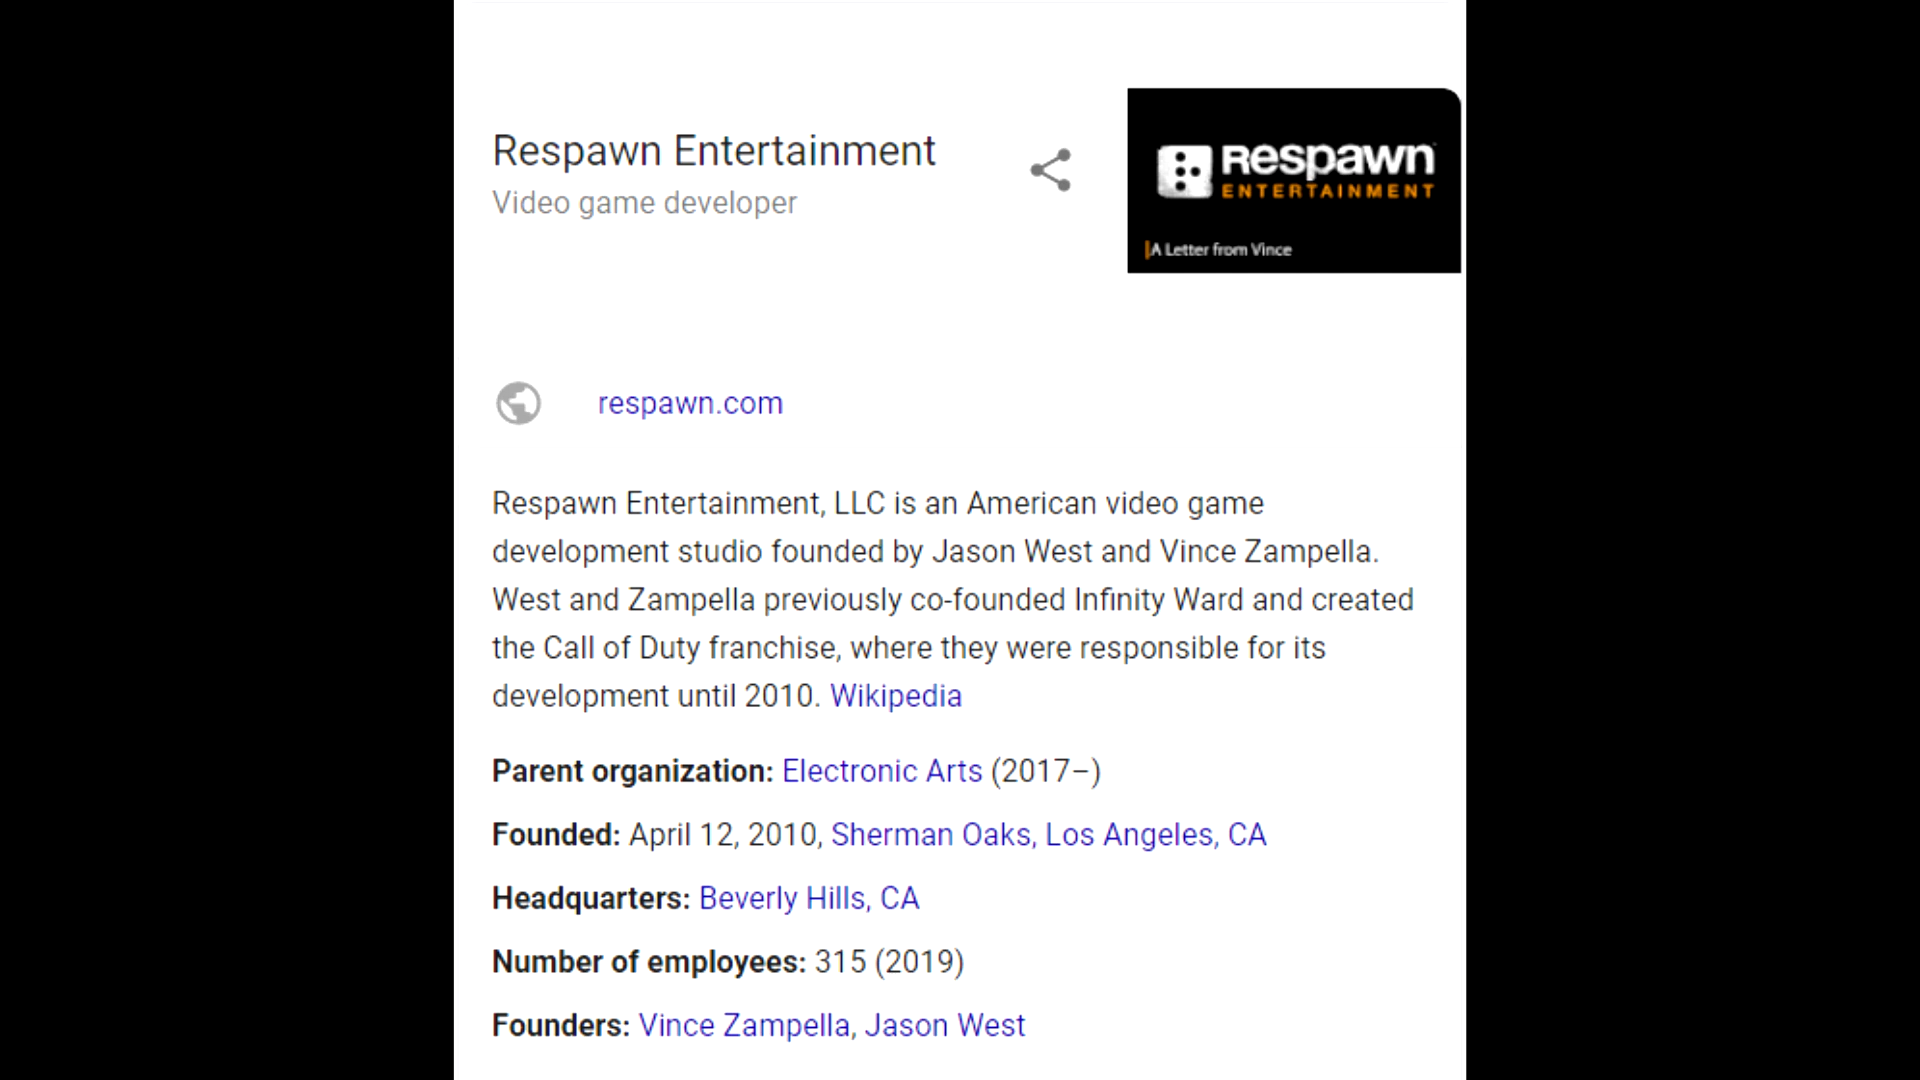 Respawn Entertainment
Video game developer
Respawn
ENTERTAINMENT
A Letter from Vince
respawn.com
Respawn Entertainment, LLC is an American video game
development studio founded by Jason West and Vince Zampella.
West and Zampella previously co-founded Infinity Ward and created
the Call of Duty franchise, where they were responsible for its
development until 2010. Wikipedia
Parent organization: Electronic Arts (2017–)
Founded: April 12, 2010, Sherman Oaks, Los Angeles, CA
Headquarters: Beverly Hills, CA
Number of employees: 315 (2019)
Founders: Vince Zampella, Jason West